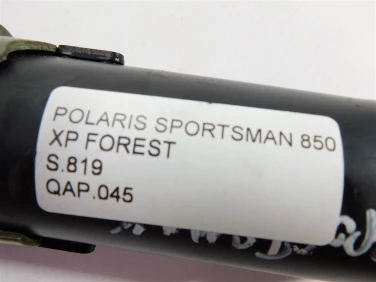 POLARIS SPORTSMAN 850
XP FOREST
S.819
QAP.045